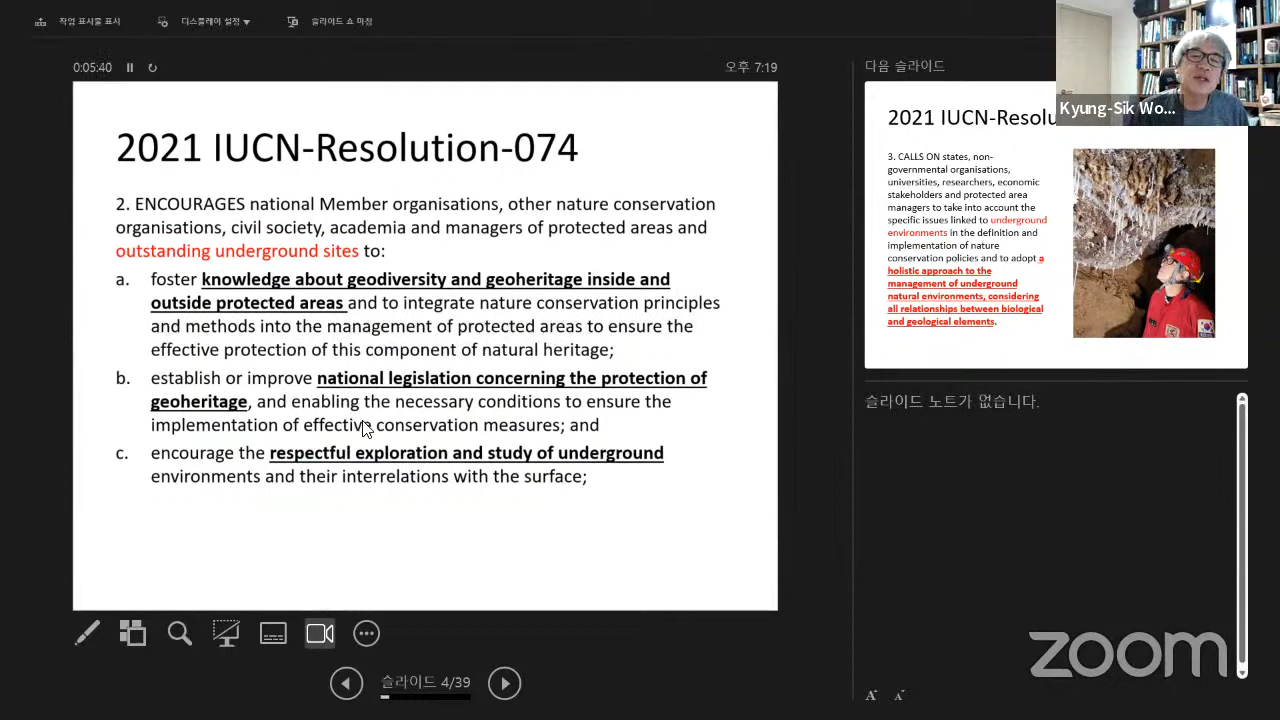 작업 표시줄 표시
디스플레이 설정 ▼
슬라이드 쇼 마침
0:05:40
오후 7:19
2021 IUCN-Resolution-074
2. ENCOURAGES national Member organisations, other nature conservation
organisations, civil society, academia and managers of protected areas and
outstanding underground sites to:
a. foster knowledge about geodiversity and geoheritage inside and
outside protected areas and to integrate nature conservation principles
and methods into the management of protected areas to ensure the
effective protection of this component of natural heritage;
b. establish or improve national legislation concerning the protection of
geoheritage, and enabling the necessary conditions to ensure the
implementation of effective conservation measures; and
c. encourage the respectful exploration and study of underground
environments and their interrelations with the surface;
슬라이드 4/39
다음 슬라이드
Kyung-Sik Wo...
2021 IUCN-Resolu
3. CALLS ON states, non-
governmental organisations,
universities, researchers, economic
stakeholders and protected area
managers to take into account the
specific issues linked to underground
environments in the definition and
implementation of nature
conservation policies and to adopt a
holistic approach to the
management of underground
natural environments, considering
all relationships between biological
and geological elements.
슬라이드 노트가 없습니다.
zoom
A A